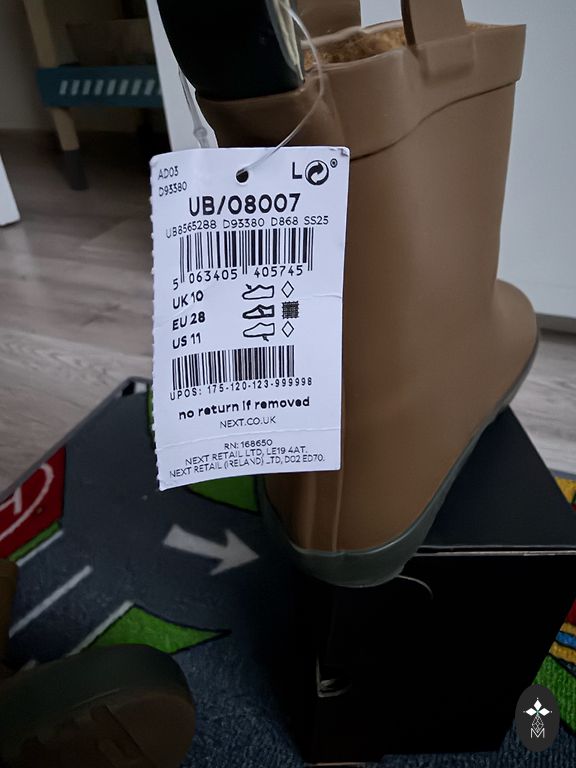 AD03
D93380
L
UB/08007
UB8565288 D93380 D868 SS25
5 063405 405745
UK 10
EU 28
US 11
UPOS: 175-120-123-999998
no return if removed
NEXT.CO.UK
RN: 168650
NEXT RETAIL LTD, LE19 4AT.
NEXT RETAIL (IRELAND) LTD, D02 ED70.
H
M